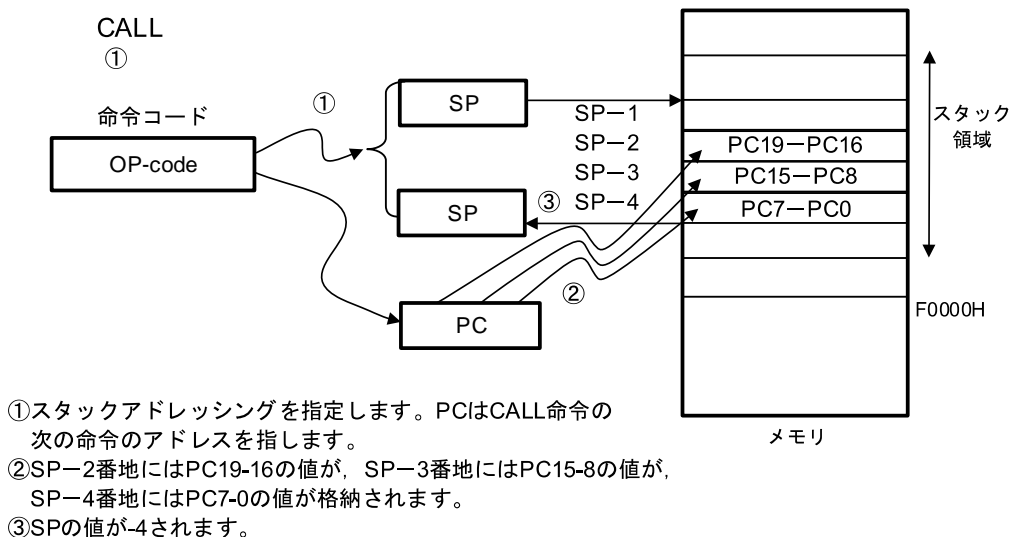 CALL
①
命令コード
OP-code
①
SP
SP－1
SP－2
SP－3
SP－4
③
SP
②
PC
PC19－PC16
PC15－PC8
PC7－PC0
スタック
領域
F0000H
メモリ
①スタックアドレッシングを指定します。PCはCALL命令の
次の命令のアドレスを指します。
②SP－2番地にはPC19-16の値が，SP－3番地にはPC15-8の値が，
SP－4番地にはPC7-0の値が格納されます。
③SPの値が-4されます。